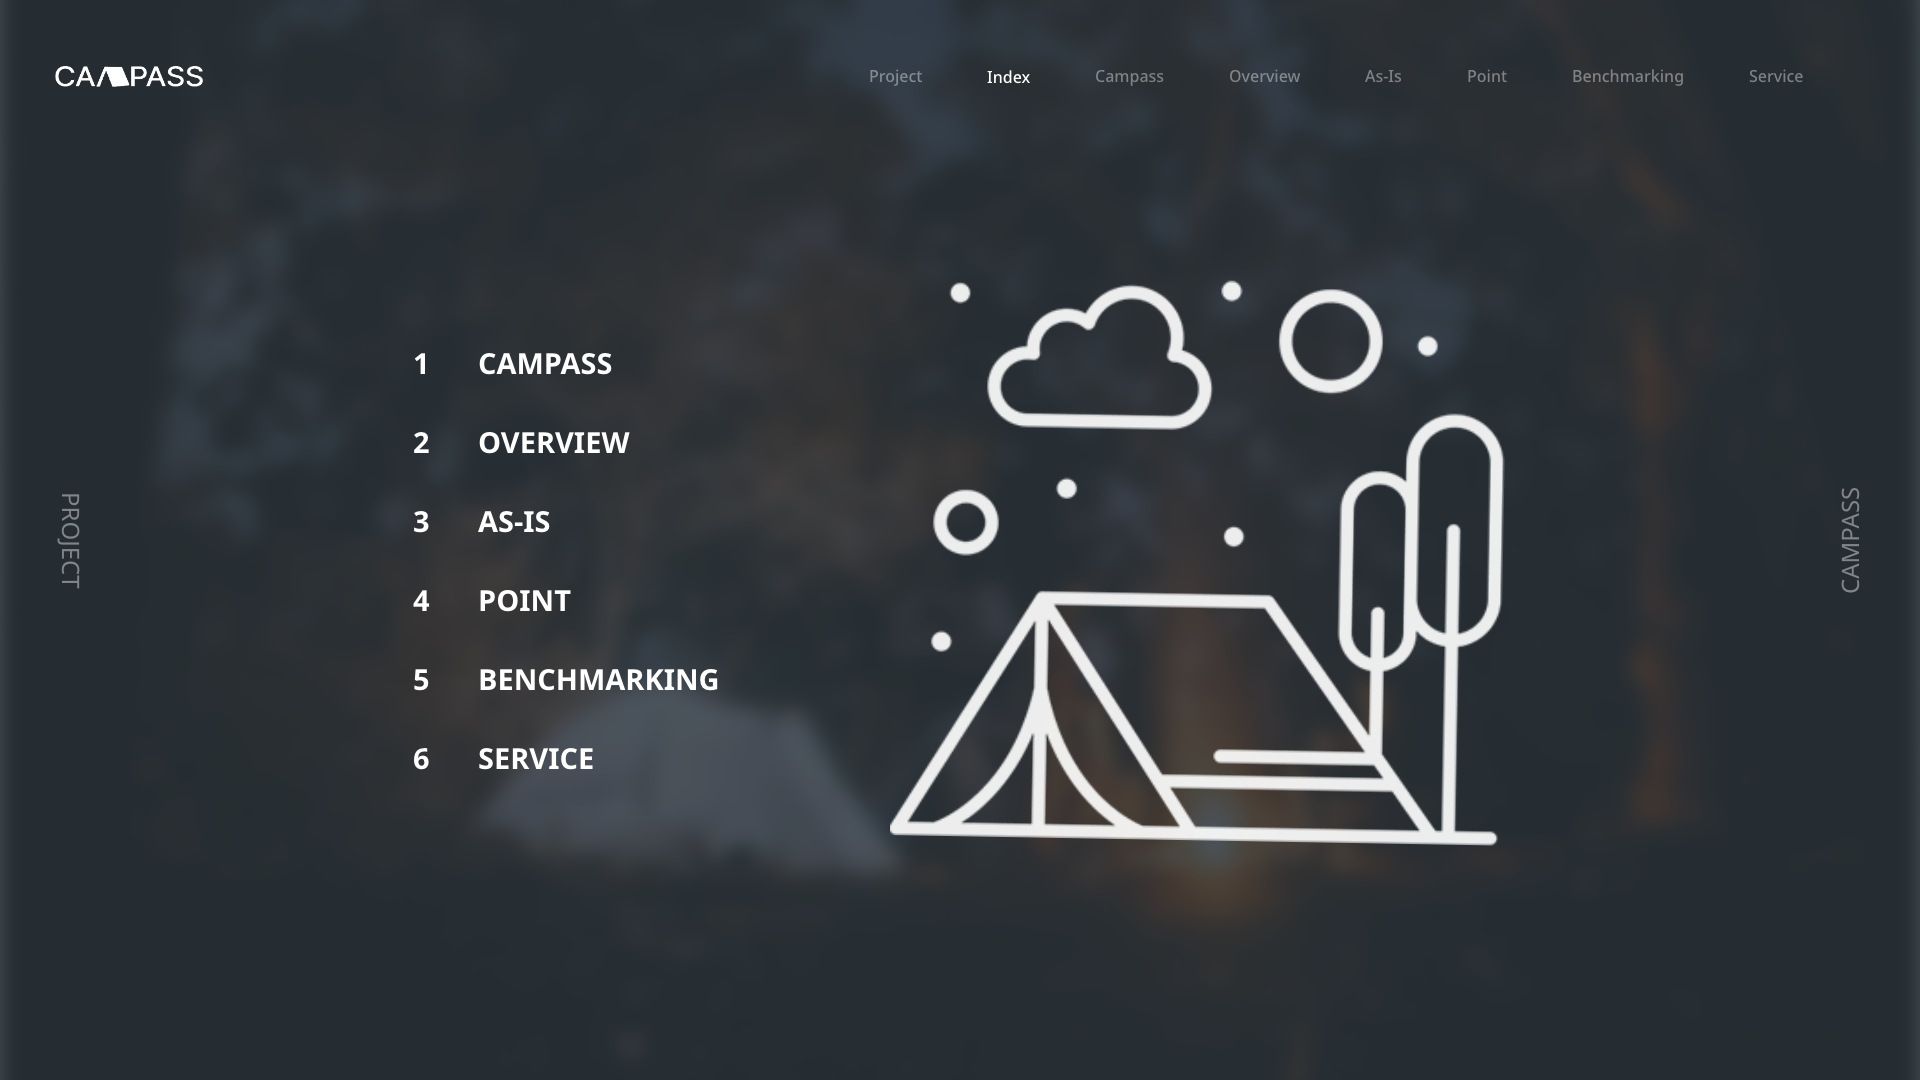 CAMPASS
Project Index Campass Overview As-Is Point Benchmarking Service
1 CAMPASS
2 OVERVIEW
3 AS-IS
4 POINT
5 BENCHMARKING
6 SERVICE
PROJECT
CAMPASS